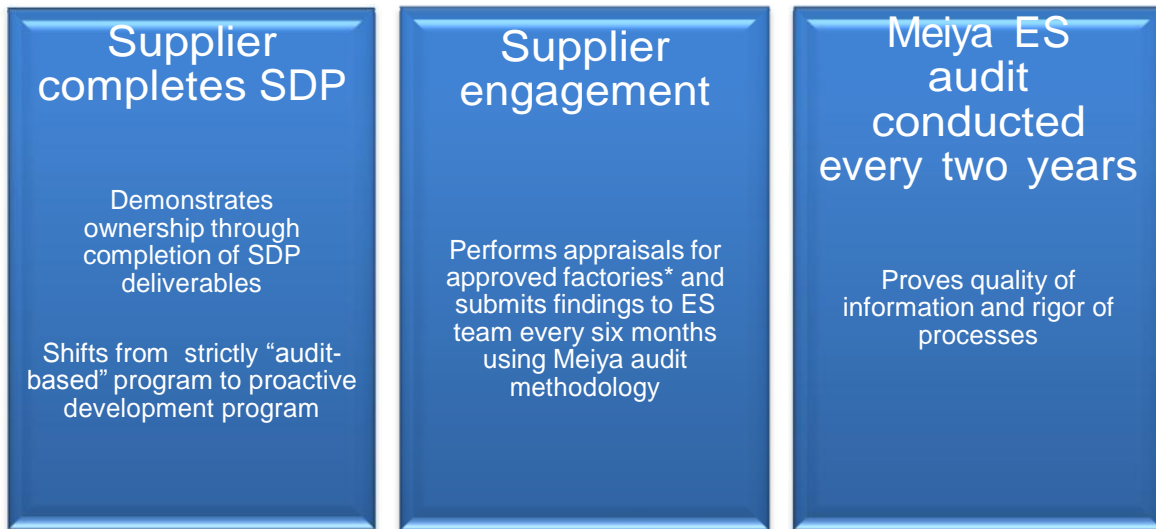 Supplier
completes SDP
Demonstrates
ownership through
completion of SDP
deliverables
Shifts from strictly “audit-
based” program to proactive
development program
Supplier
engagement
Performs appraisals for
approved factories* and
submits findings to ES
team every six months
using Meiya audit
methodology
Meiya ES
audit
conducted
every two years
Proves quality of
information and rigor of
processes